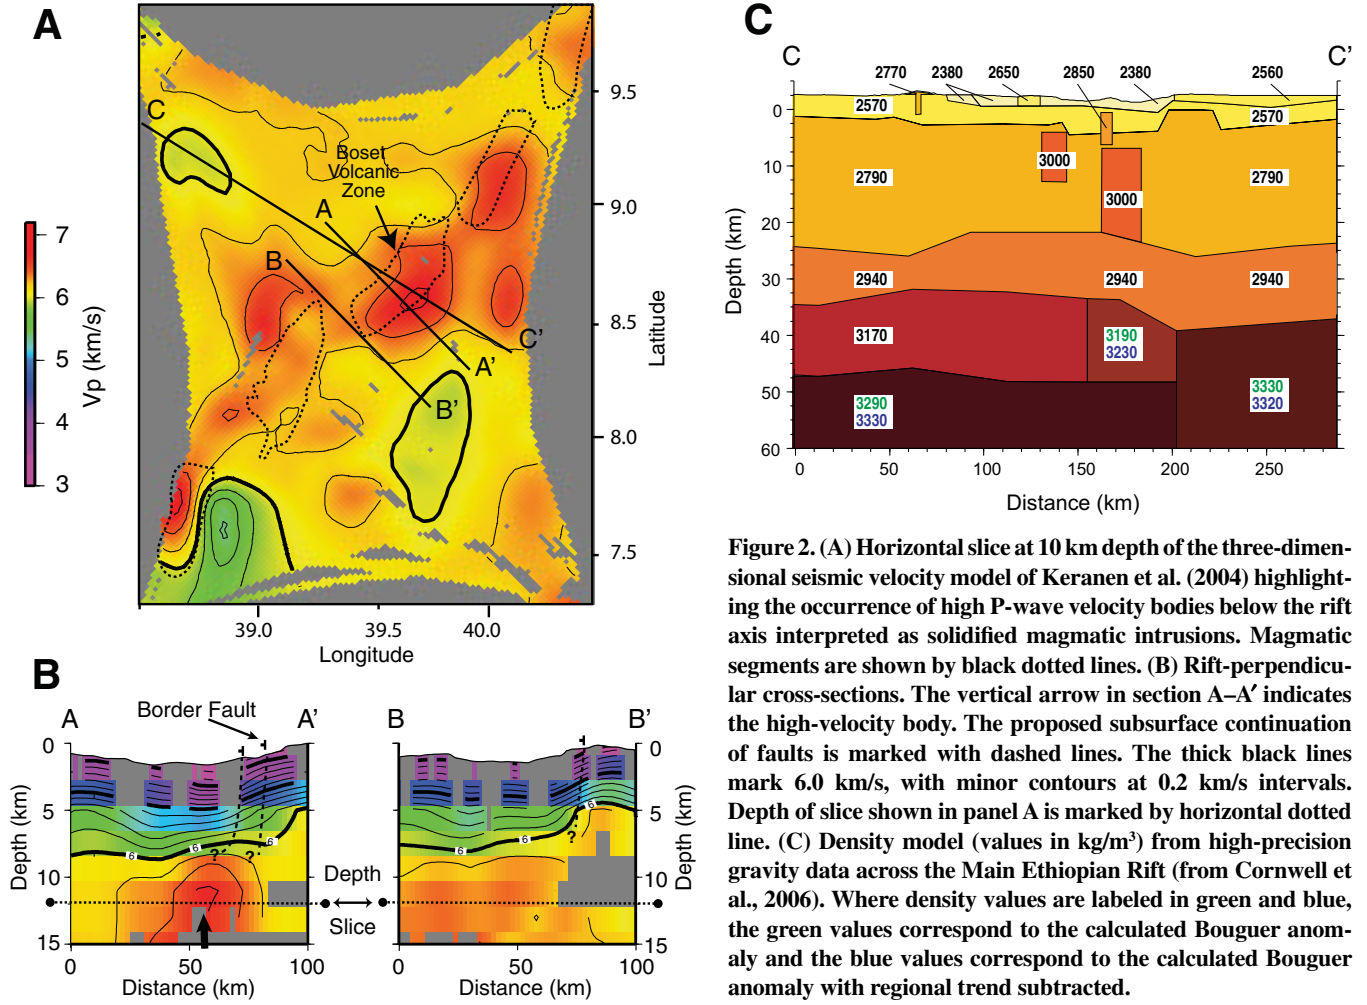 A
C
Boset
Volcanic
Zone
A
B
C'
A'
B'
9.5
9.0
8.5
8.0
7.5
Latitude
39.0
39.5
40.0
Longitude
7
6
5
4
3
Vp (km/s)
B
A
Border Fault
A'
B
B'
0
5
10
15
Depth (km)
6
6
?
?
0
50
100
Distance (km)
Depth
Slice
6
6
?
0
50
100
Distance (km)
0
5
10
15
Depth (km)
C
C
C'
2770
2380
2650
2850
2380
2560
2570
2570
3000
3000
2790
2790
2940
2940
2940
3170
3190
3230
3290
3330
3330
3320
0
10
20
30
40
50
60
Depth (km)
0
50
100
150
200
250
Distance (km)
Figure 2. (A) Horizontal slice at 10 km depth of the three-dimen-
sional seismic velocity model of Keranen et al. (2004) highlight-
ing the occurrence of high P-wave velocity bodies below the rift
axis interpreted as solidified magmatic intrusions. Magmatic
segments are shown by black dotted lines. (B) Rift-perpendicu-
lar cross-sections. The vertical arrow in section A–A′ indicates
the high-velocity body. The proposed subsurface continuation
of faults is marked with dashed lines. The thick black lines
mark 6.0 km/s, with minor contours at 0.2 km/s intervals.
Depth of slice shown in panel A is marked by horizontal dotted
line. (C) Density model (values in kg/m³) from high-precision
gravity data across the Main Ethiopian Rift (from Cornwell et
al., 2006). Where density values are labeled in green and blue,
the green values correspond to the calculated Bouguer anom-
aly and the blue values correspond to the calculated Bouguer
anomaly with regional trend subtracted.